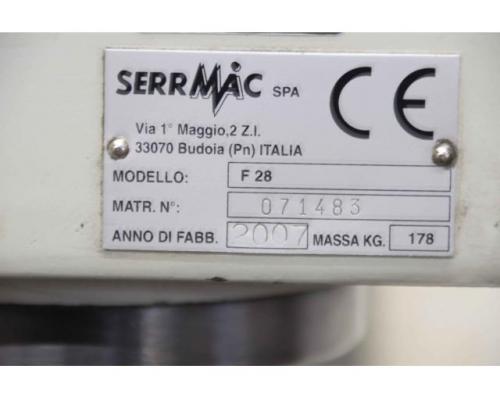 SERRMAC SPA
CE
Via 1° Maggio,2 Z.I.
33070 Budoia (Pn) ITALIA
MODELLO: F 28
MATR. N°: 071483
ANNO DI FABB. 2007 MASSA KG. 178